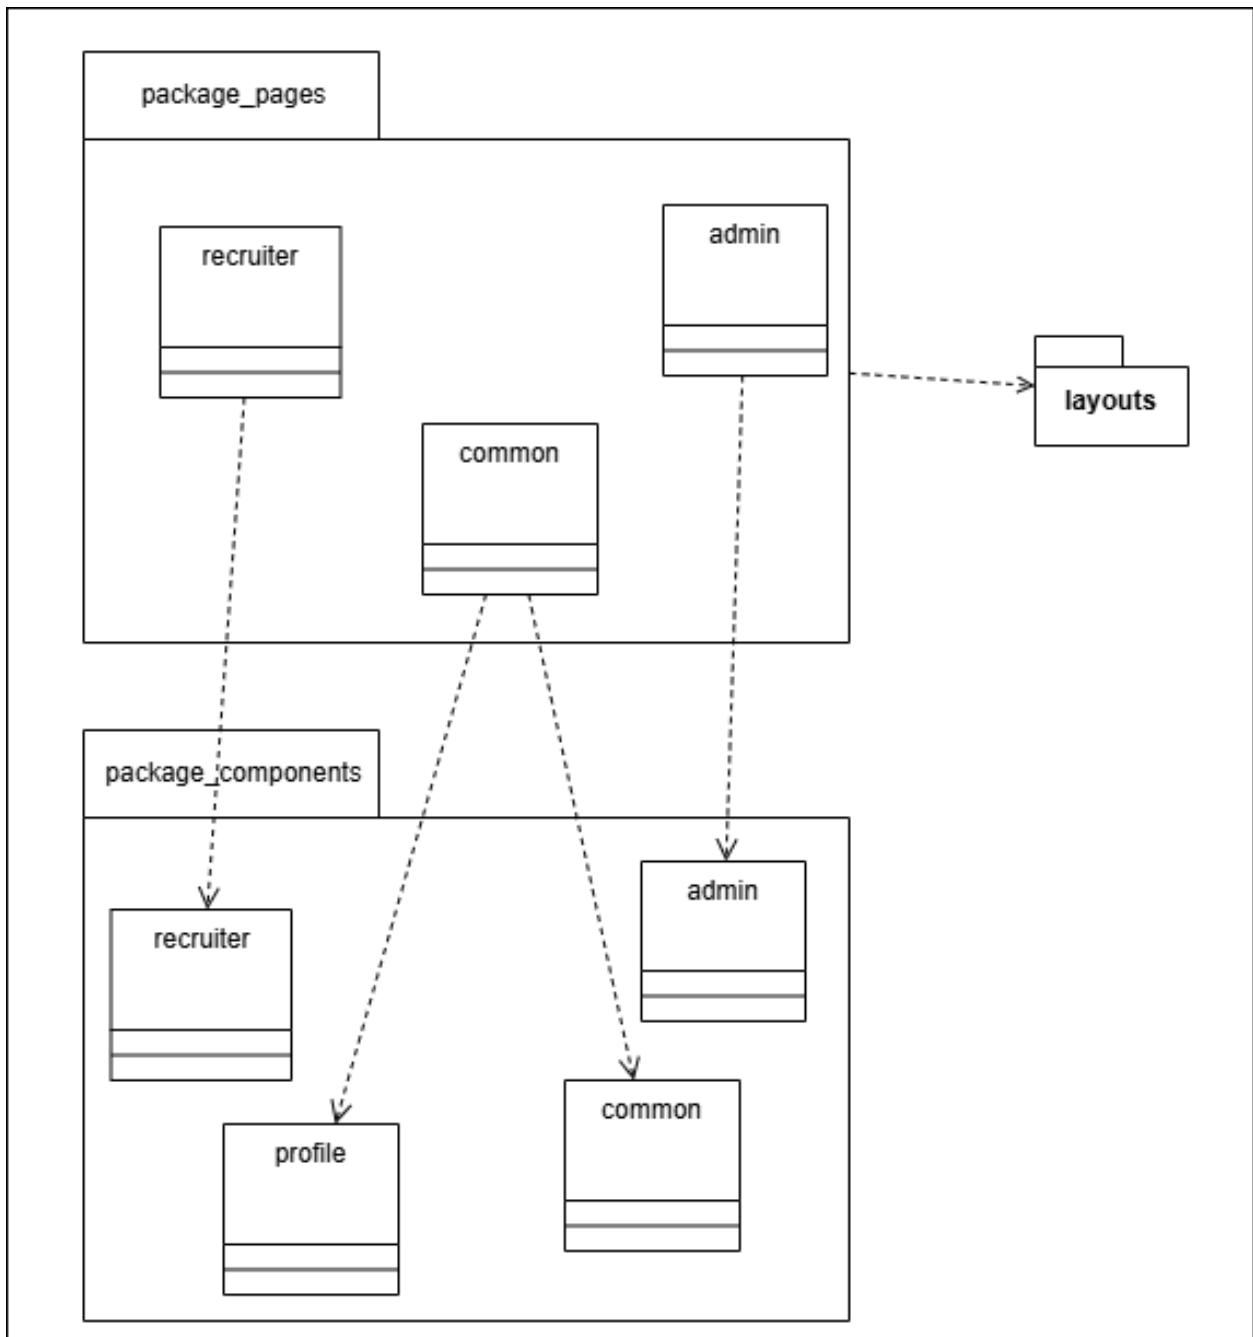 package_pages
recruiter
admin
common
layouts
package_components
recruiter
admin
profile
common